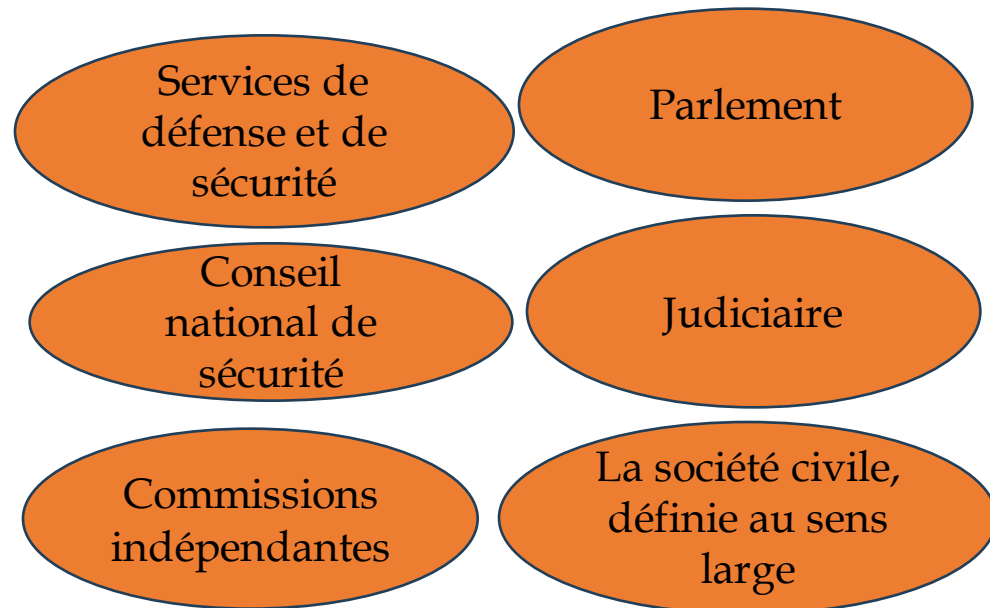 Services de
défense et de
sécurité
Parlement
Conseil
national de
sécurité
Judiciaire
Commissions
indépendantes
La société civile,
définie au sens
large